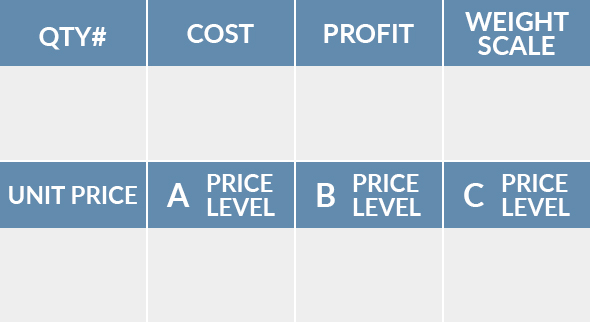 QTY#
COST
PROFIT
WEIGHT
SCALE
UNIT PRICE
A PRICE
LEVEL
B PRICE
LEVEL
C PRICE
LEVEL